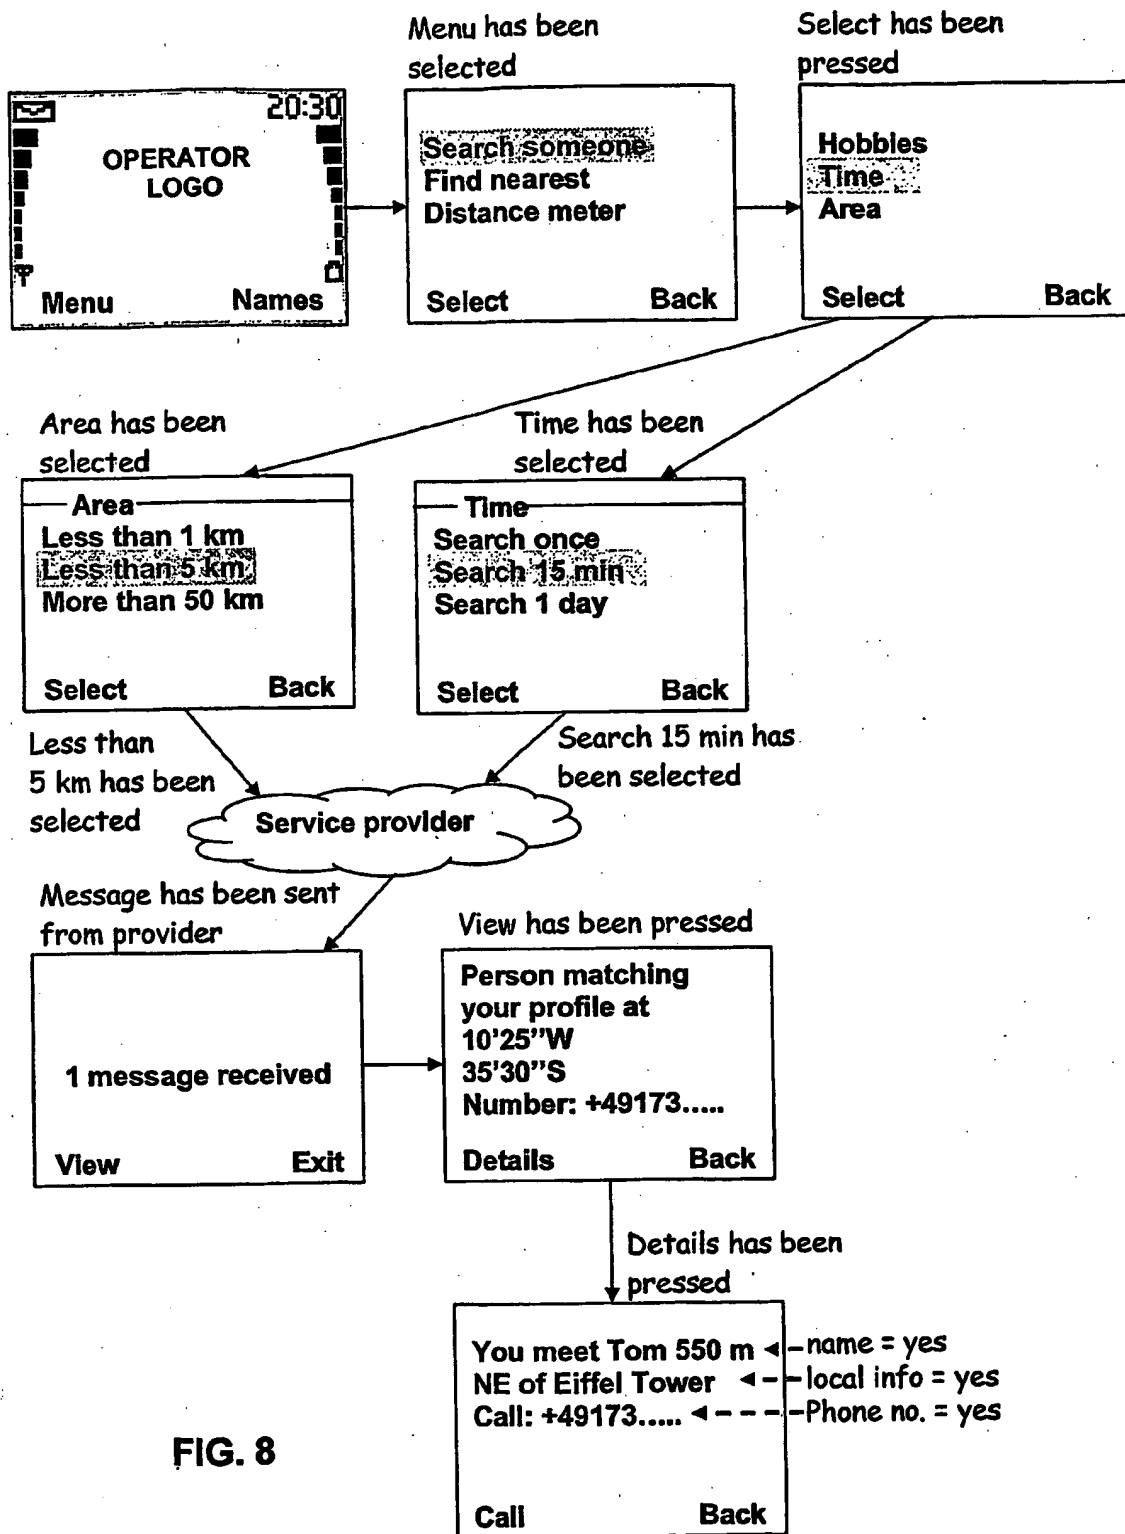 Menu has been
selected
Select has been
pressed
20:30
OPERATOR
LOGO
Menu Names
Search someone
Find nearest
Distance meter
Select Back
Hobbies
Time
Area
Select Back
Area has been
selected
Area
Less than 1 km
Less than 5 km
More than 50 km
Select Back
Time has been
selected
Time
Search once
Search 15 min
Search 1 day
Select Back
Less than
5 km has been
selected
Search 15 min has
been selected
Service provider
Message has been sent
from provider
1 message received
View Exit
View has been pressed
Person matching
your profile at
10'25"W
35'30"S
Number: +49173.....
Details Back
Details has been
pressed
You meet Tom 550 m
NE of Eiffel Tower
Call: +49173.....
Call Back
name = yes
local info = yes
Phone no. = yes
FIG. 8